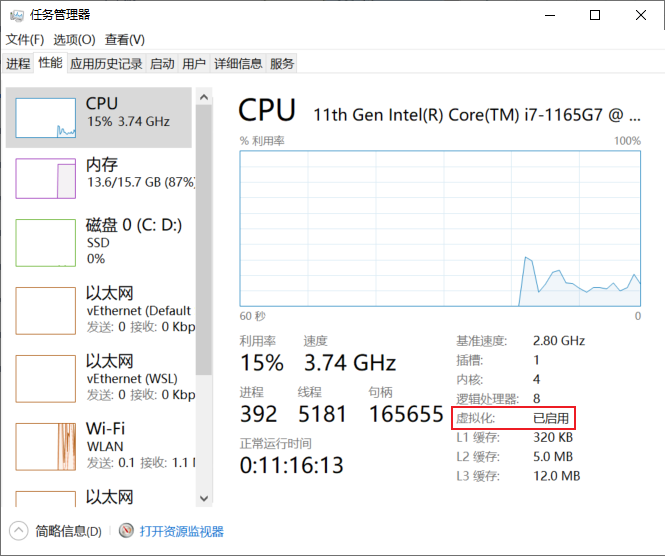 任务管理器
文件(F) 选项(O) 查看(V)
进程 性能 应用历史记录 启动 用户 详细信息 服务
CPU
15% 3.74 GHz
内存
13.6/15.7 GB (87%)
磁盘 0 (C: D:)
SSD
0%
以太网
vEthernet (Default
发送: 0 接收: 0 Kbp
以太网
vEthernet (WSL)
发送: 0 接收: 0 Kbp
Wi-Fi
WLAN
发送: 0.1 接收: 1.1
以太网
CPU 11th Gen Intel(R) Core(TM) i7-1165G7 @ ...
% 利用率 100%
60 秒 0
利用率 速度
15% 3.74 GHz
进程 线程 句柄
392 5181 165655
正常运行时间
0:11:16:13
基准速度: 2.80 GHz
插槽: 1
内核: 4
逻辑处理器: 8
虚拟化: 已启用
L1 缓存: 320 KB
L2 缓存: 5.0 MB
L3 缓存: 12.0 MB
简略信息(D) 打开资源监视器